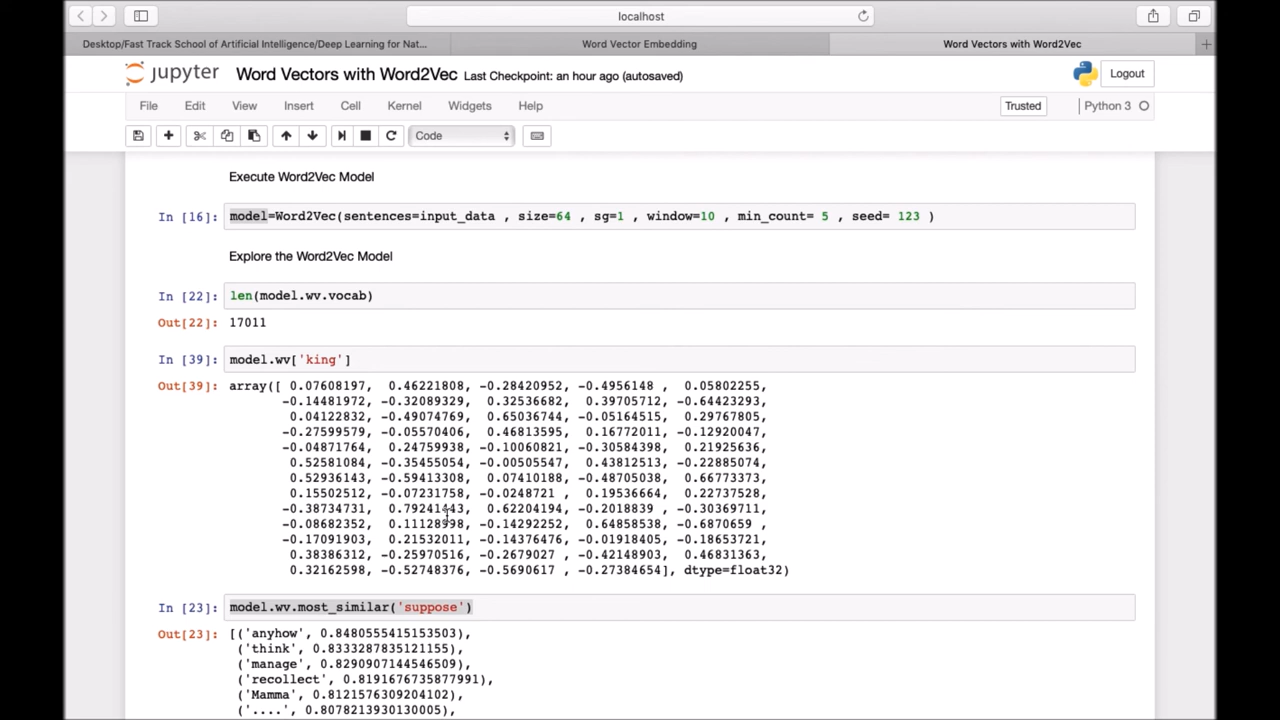 localhost
Desktop/Fast Track School of Artificial Intelligence/Deep Learning for Nat... Word Vector Embedding Word Vectors with Word2Vec
jupyter Word Vectors with Word2Vec Last Checkpoint: an hour ago (autosaved) Logout
File Edit View Insert Cell Kernel Widgets Help Trusted Python 3
Code
Execute Word2Vec Model
In [16]: model=Word2Vec(sentences=input_data , size=64 , sg=1 , window=10 , min_count= 5 , seed= 123 )
Explore the Word2Vec Model
In [22]: len(model.wv.vocab)
Out[22]: 17011
In [39]: model.wv['king']
Out[39]: array([ 0.07608197, 0.46221808, -0.28420952, -0.4956148 , 0.05802255,
-0.14481972, -0.32089329, 0.32536682, 0.39705712, -0.64423293,
0.04122832, -0.49074769, 0.65036744, -0.05164515, 0.29767805,
-0.27599579, -0.05570406, 0.46813595, 0.16772011, -0.12920047,
-0.04871764, 0.24759938, -0.10060821, -0.30584398, 0.21925636,
0.52581084, -0.35455054, -0.00505547, 0.43812513, -0.22885074,
0.52936143, -0.59413308, 0.07410188, -0.48705038, 0.66773373,
0.15502512, -0.07231758, -0.0248721 , 0.19536664, 0.22737528,
-0.38734731, 0.79241443, 0.62204194, -0.2018839 , -0.30369711,
-0.08682352, 0.11128998, -0.14292252, 0.64858538, -0.6870659 ,
-0.17091903, 0.21532011, -0.14376476, -0.01918405, -0.18653721,
0.38386312, -0.25970516, -0.2679027 , -0.42148903, 0.46831363,
0.32162598, -0.52748376, -0.5690617 , -0.27384654], dtype=float32)
In [23]: model.wv.most_similar('suppose')
Out[23]: [('anyhow', 0.8480555415153503),
('think', 0.8333287835121155),
('manage', 0.8290907144546509),
('recollect', 0.8191676735877991),
('Mamma', 0.8121576309204102),
('....', 0.8078213930130005),